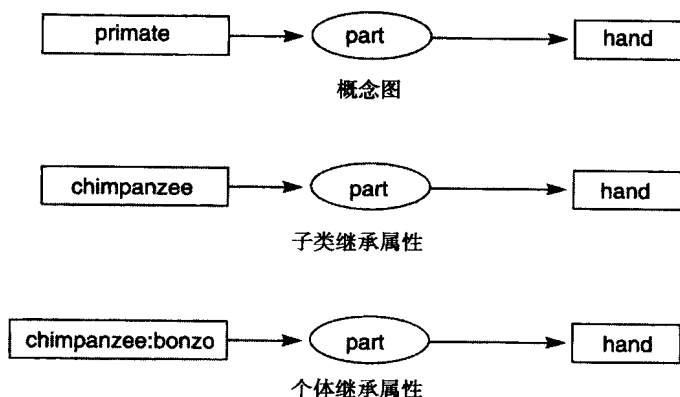 primate part hand
概念图
chimpanzee part hand
子类继承属性
chimpanzee:bonzo part hand
个体继承属性